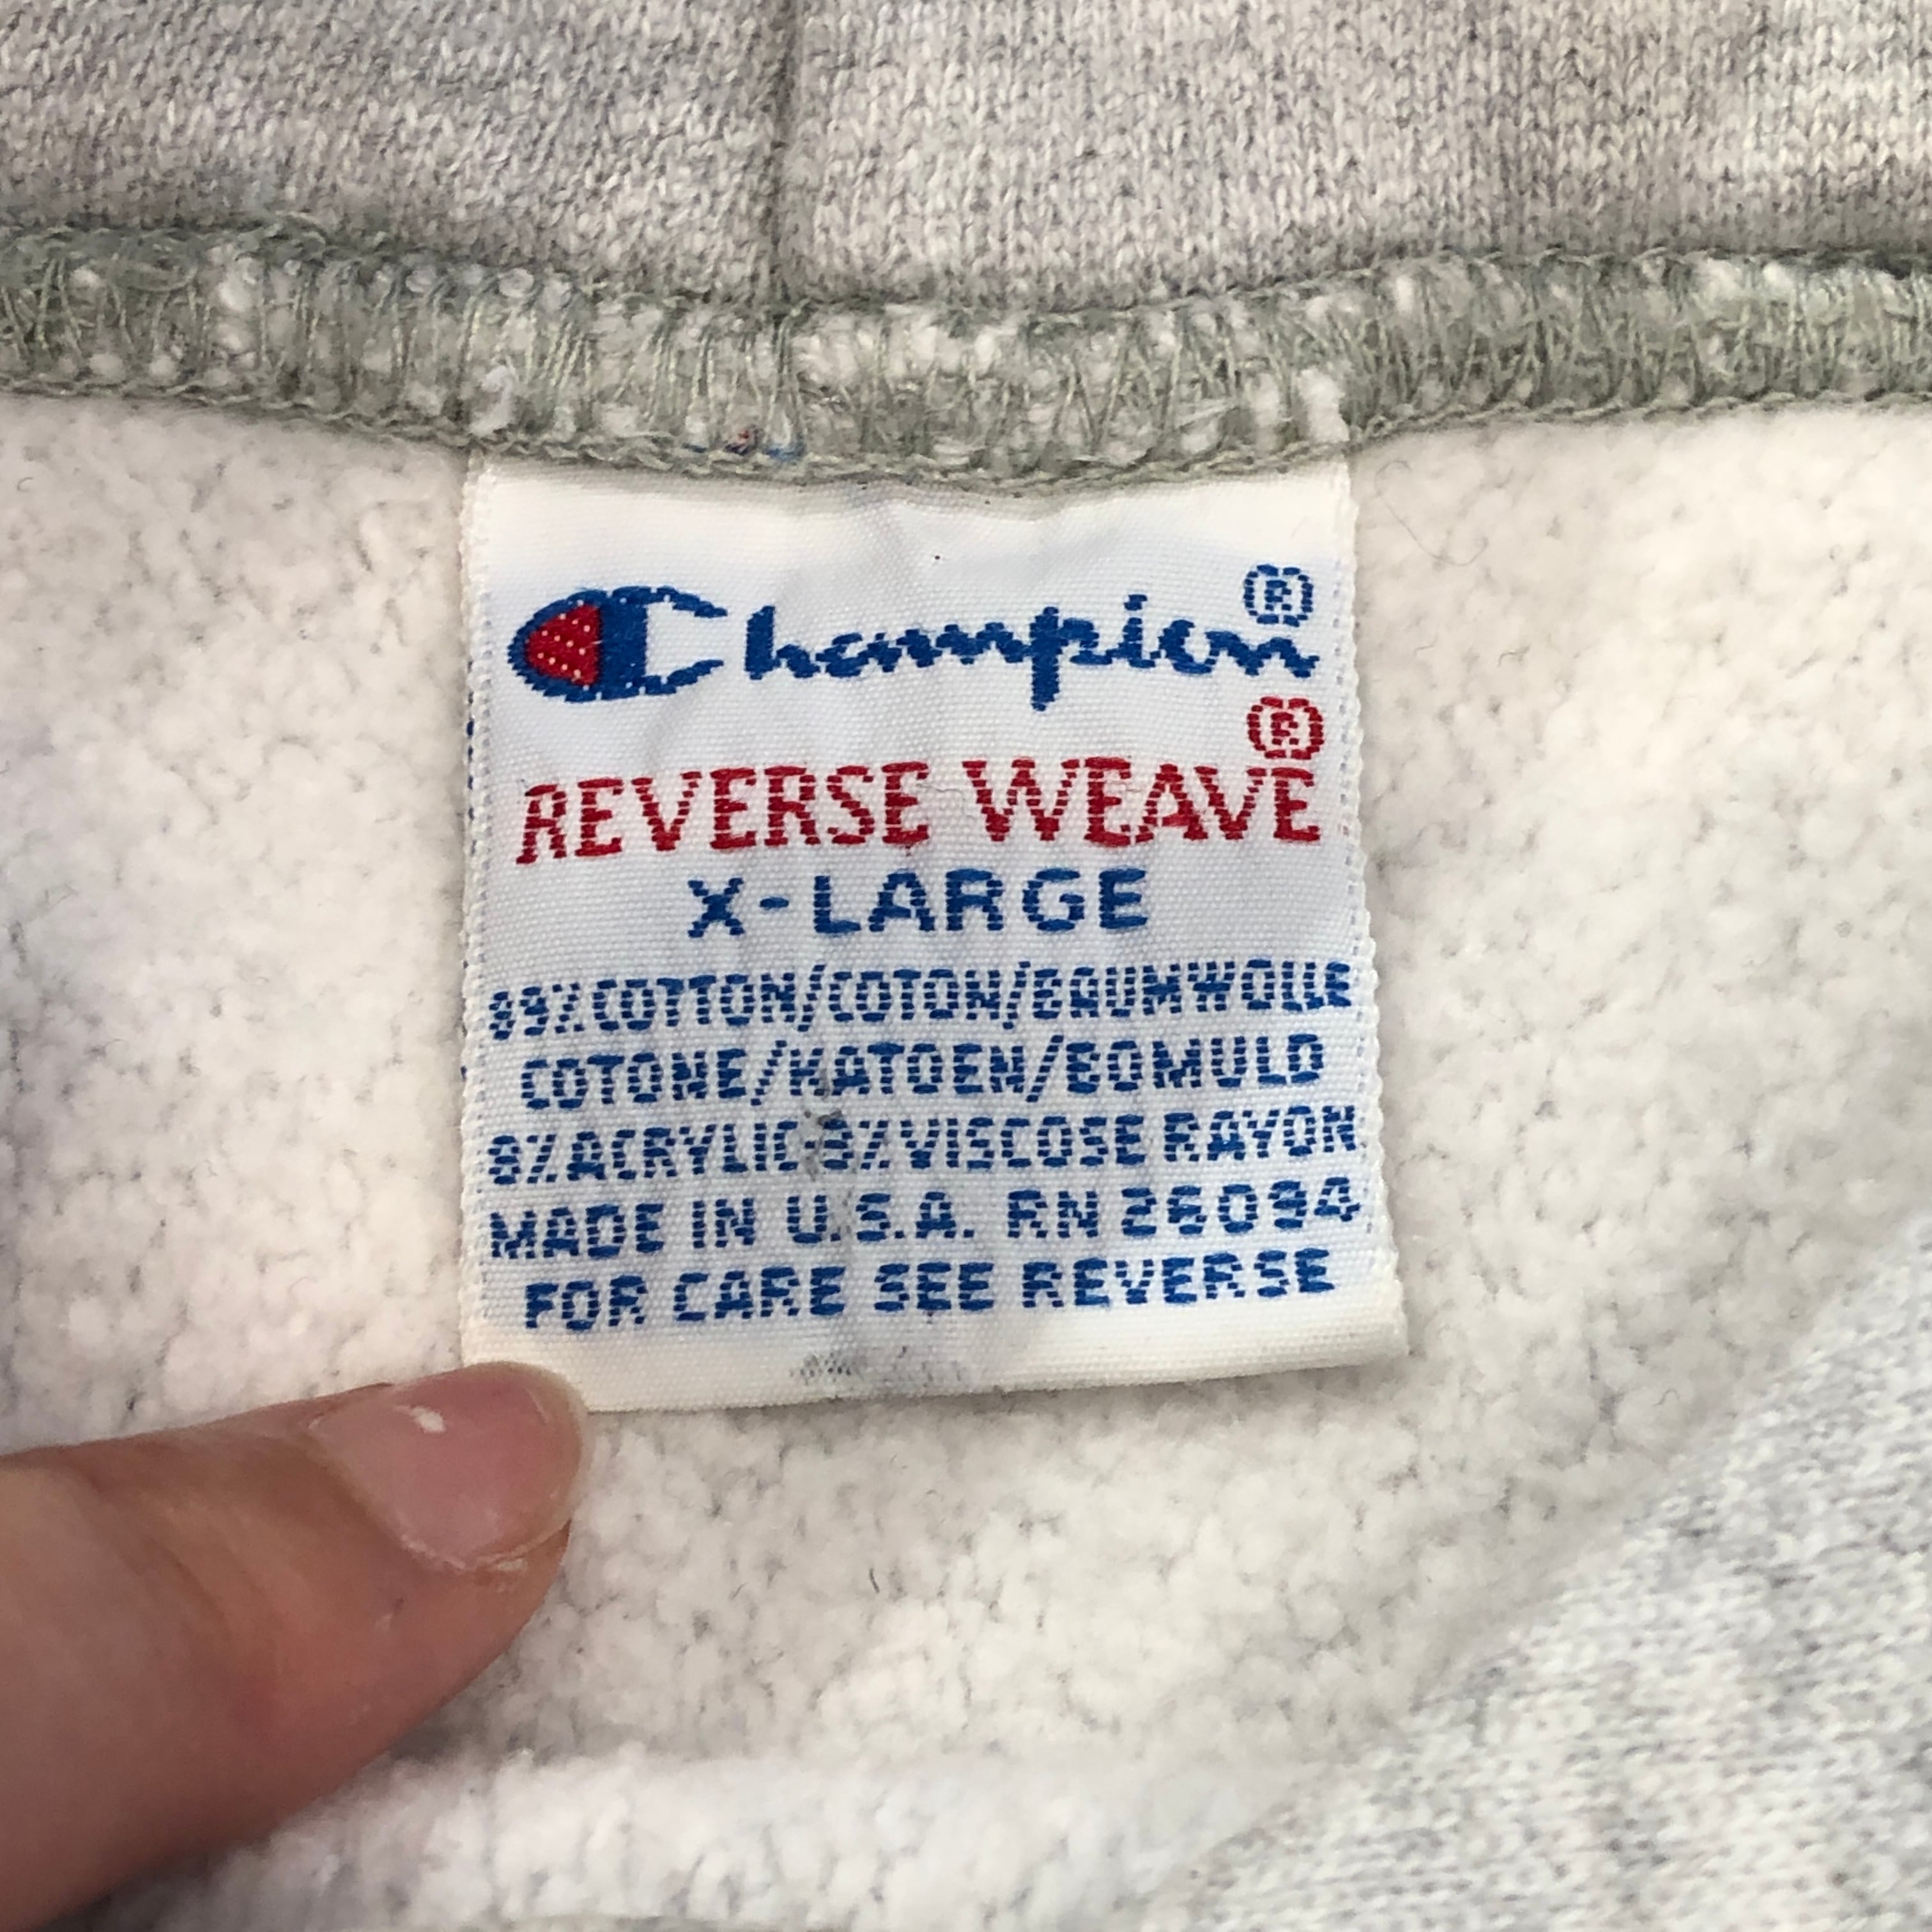 Champion®
REVERSE WEAVE®
X-LARGE
89%COTTON/COTON/BAUMWOLLE
COTONE/KATOEN/BOMULD
8%ACRYLIC-3%VISCOSE RAYON
MADE IN U.S.A. RN 26094
FOR CARE SEE REVERSE